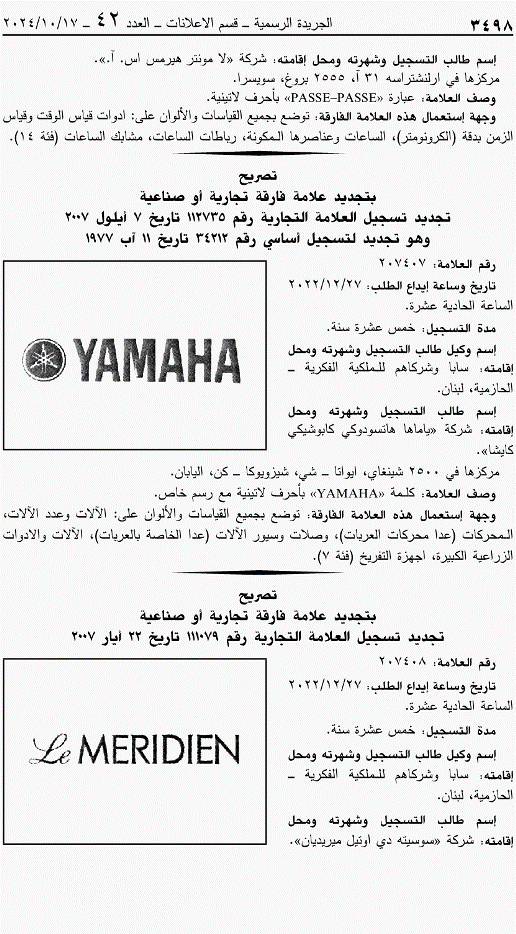 ٣٤٩٨
الجريدة الرسمية ـ قسم الاعلانات ـ العدد ٤٢ ـ ٢٠٢٤/١٠/١٧
إسم طالب التسجيل وشهرته ومحل إقامته: شركة «لا مونتر هيرمس اس. آ.».
مركزها في ارلنشتراسه ٣١ آ، ٢٥٥٥ بروغ، سويسرا.
وصف العلامة: عبارة «PASSE–PASSE» بأحرف لاتينية.
وجهة إستعمال هذه العلامة الفارقة: توضع بجميع القياسات والألوان على: ادوات قياس الوقت وقياس
الزمن بدقة (الكرونومتر)، الساعات وعناصرها المكونة، رباطات الساعات، مشابك الساعات (فئة ١٤).
تصريح
بتجديد علامة فارقة تجارية أو صناعية
تجديد تسجيل العلامة التجارية رقم ١١٢٧٣٥ تاريخ ٧ أيلول ٢٠٠٧
وهو تجديد لتسجيل أساسي رقم ٣٤٢١٢ تاريخ ١١ آب ١٩٧٧
رقم العلامة: ٢٠٧٤٠٧
تاريخ وساعة إيداع الطلب: ٢٠٢٢/١٢/٢٧
الساعة الحادية عشرة.
مدة التسجيل: خمس عشرة سنة.
إسم وكيل طالب التسجيل وشهرته ومحل
إقامته: سابا وشركاهم للملكية الفكرية ـ
الحازمية، لبنان.
إسم طالب التسجيل وشهرته ومحل
إقامته: شركة «ياماها هاتسودوكي كابوشيكي
كايشا».
YAMAHA
مركزها في ٢٥٠٠ شينغاي، ايواتا ـ شي، شيزويوكا ـ كن، اليابان.
وصف العلامة: كلمة «YAMAHA» بأحرف لاتينية مع رسم خاص.
وجهة إستعمال هذه العلامة الفارقة: توضع بجميع القياسات والألوان على: الآلات وعدد الآلات،
المحركات (عدا محركات العربات)، وصلات وسيور الآلات (عدا الخاصة بالعربات)، الآلات والادوات
الزراعية الكبيرة، اجهزة التفريخ (فئة ٧).
تصريح
بتجديد علامة فارقة تجارية أو صناعية
تجديد تسجيل العلامة التجارية رقم ١١١٠٧٩ تاريخ ٢٢ أيار ٢٠٠٧
رقم العلامة: ٢٠٧٤٠٨
تاريخ وساعة إيداع الطلب: ٢٠٢٢/١٢/٢٧
الساعة الحادية عشرة.
مدة التسجيل: خمس عشرة سنة.
إسم وكيل طالب التسجيل وشهرته ومحل
إقامته: سابا وشركاهم للملكية الفكرية ـ
الحازمية، لبنان.
إسم طالب التسجيل وشهرته ومحل
إقامته: شركة «سوسيته دي اوتيل ميريديان».
Le MERIDIEN